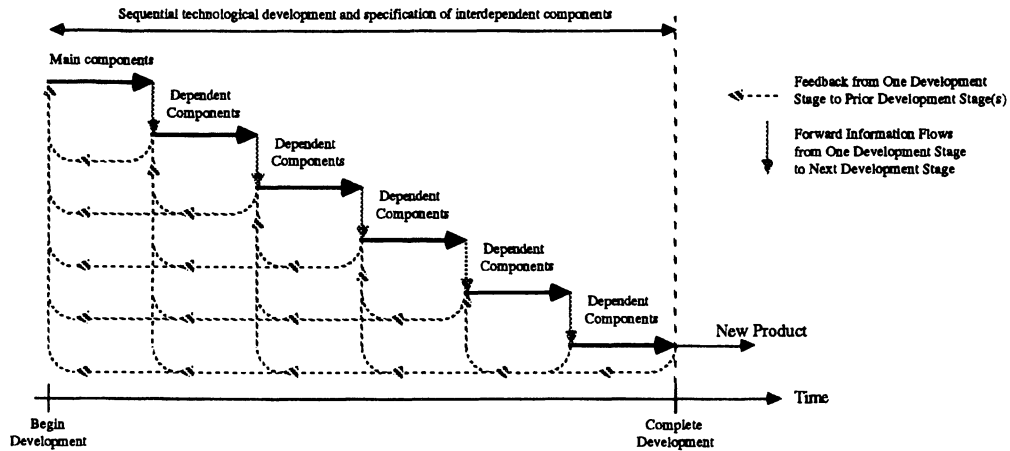 Sequential technological development and specification of interdependent components
Main components
Dependent
Components
Dependent
Components
Dependent
Components
Dependent
Components
Dependent
Components
New Product
Time
Begin
Development
Complete
Development
Feedback from One Development
Stage to Prior Development Stage(s)
Forward Information Flows
from One Development Stage
to Next Development Stage